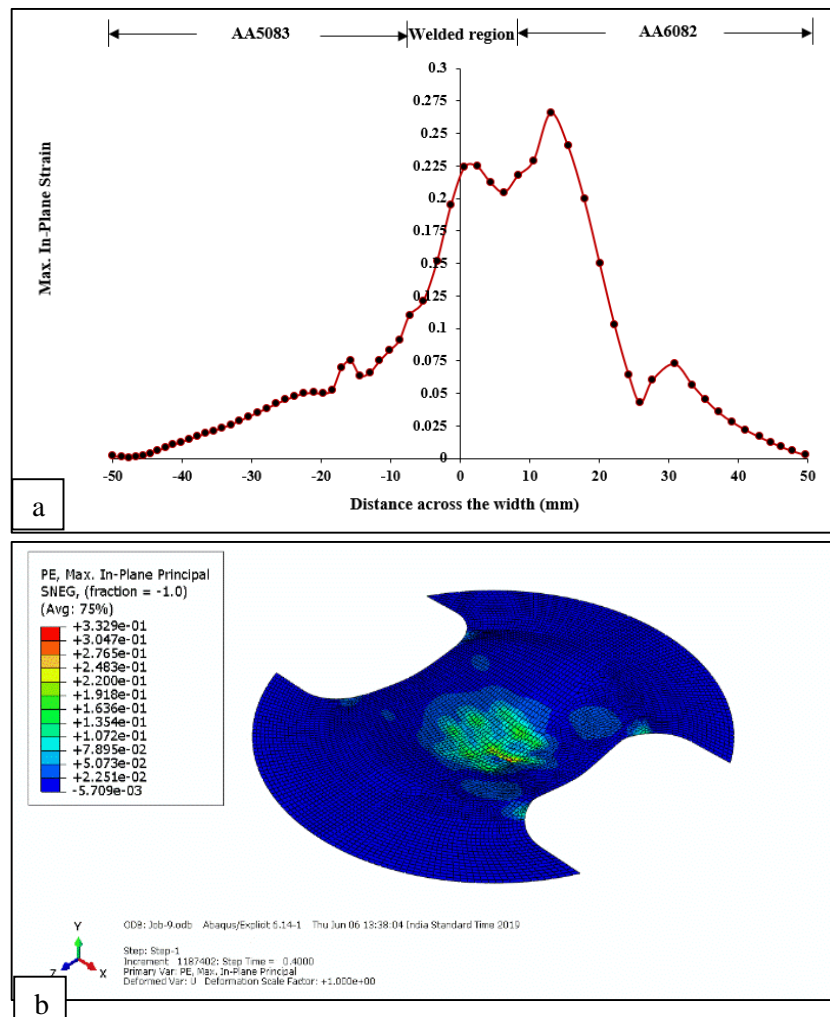 AA5083 Welded region AA6082
0.3
0.275
0.25
0.225
0.2
0.175
0.15
0.125
0.1
0.075
0.05
0.025
0
Max. In-Plane Strain
-50 -40 -30 -20 -10 0 10 20 30 40 50
Distance across the width (mm)
a
PE, Max. In-Plane Principal
SNEG, (fraction = -1.0)
(Avg: 75%)
+3.329e-01
+3.047e-01
+2.765e-01
+2.483e-01
+2.200e-01
+1.918e-01
+1.636e-01
+1.354e-01
+1.072e-01
+7.895e-02
+5.073e-02
+2.251e-02
-5.709e-03
Y
Z X
ODB: Job-9.odb Abaqus/Explicit 6.14-1 Thu Jun 06 13:38:04 India Standard Time 2019
Step: Step-1
Increment 1187402: Step Time = 0.4000
Primary Var: PE, Max. In-Plane Principal
Deformed Var: U Deformation Scale Factor: +1.000e+00
b